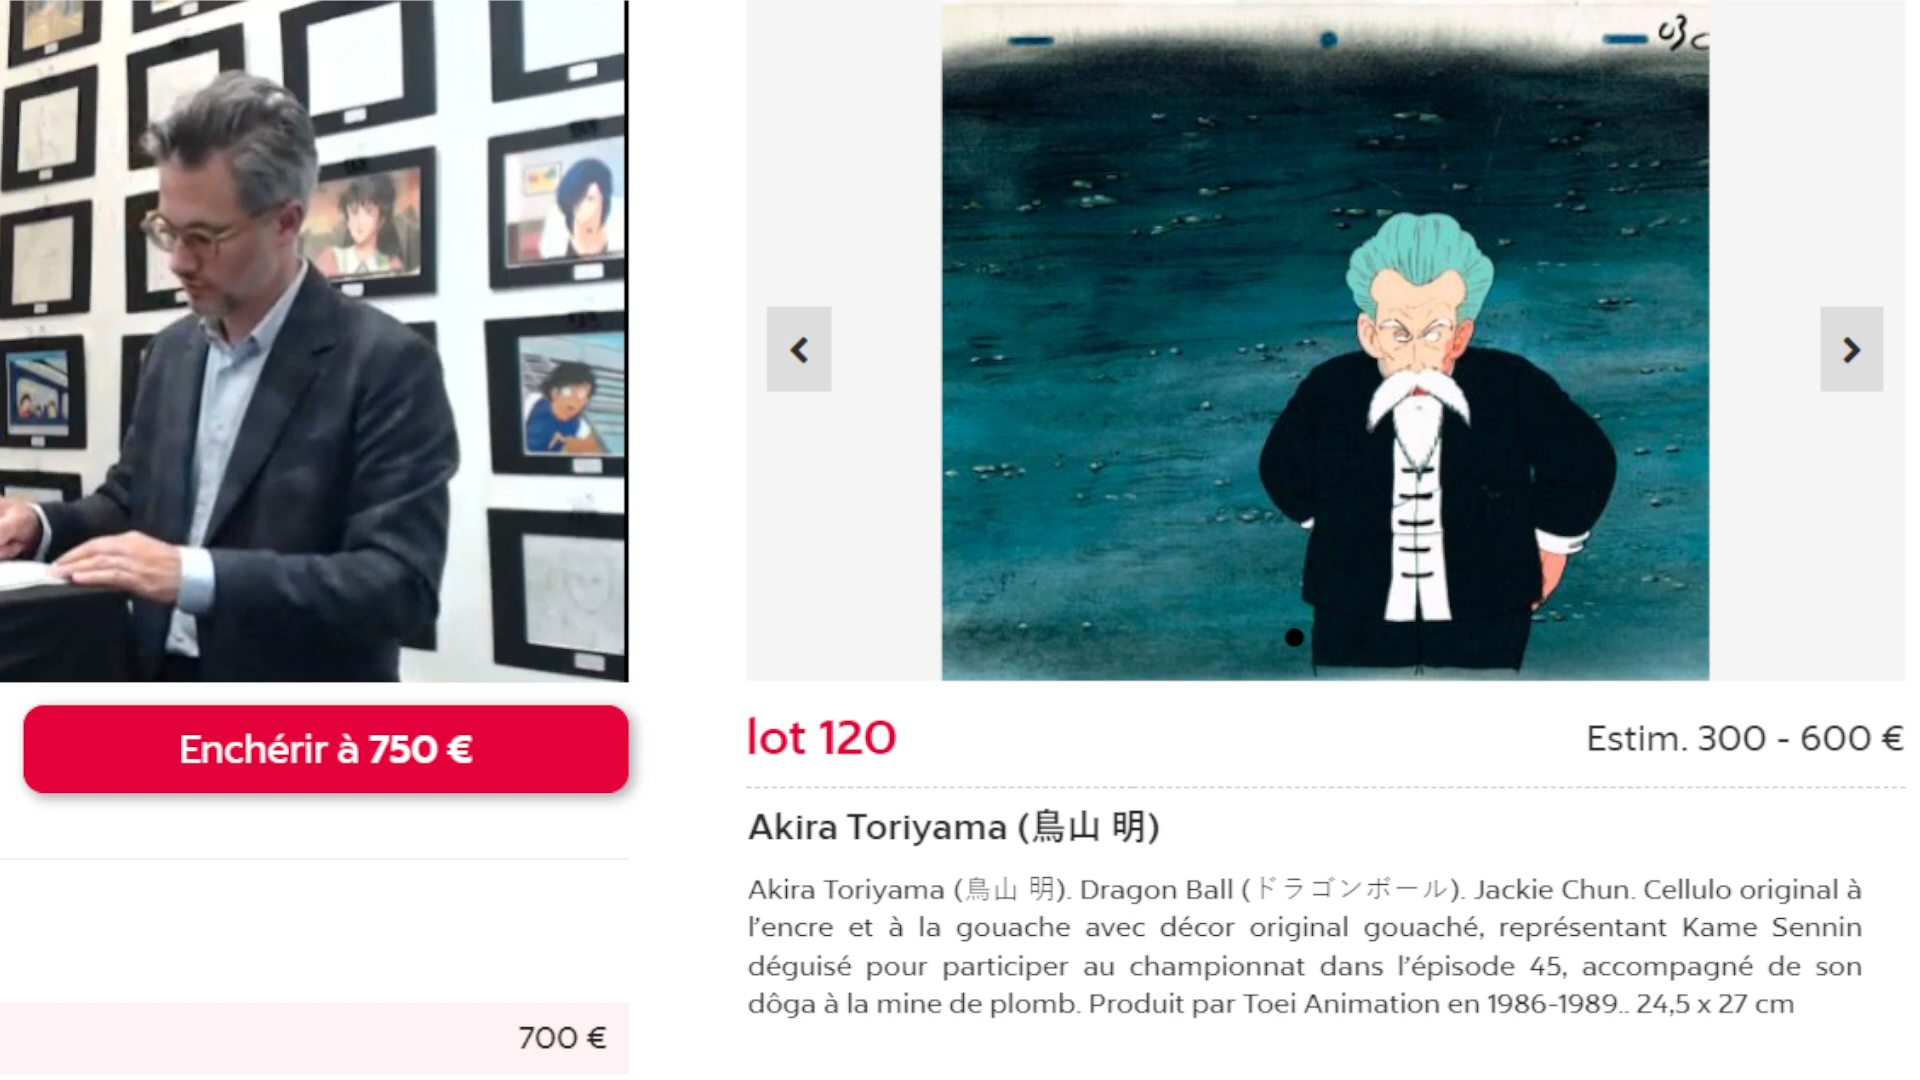 03
Enchérir à 750 €
700 €
lot 120
Estim. 300 - 600 €
Akira Toriyama (鳥山 明)
Akira Toriyama (鳥山 明). Dragon Ball (ドラゴンボール). Jackie Chun. Cellulo original à
l'encre et à la gouache avec décor original gouaché, représentant Kame Sennin
déguisé pour participer au championnat dans l'épisode 45, accompagné de son
dôga à la mine de plomb. Produit par Toei Animation en 1986-1989.. 24,5 x 27 cm